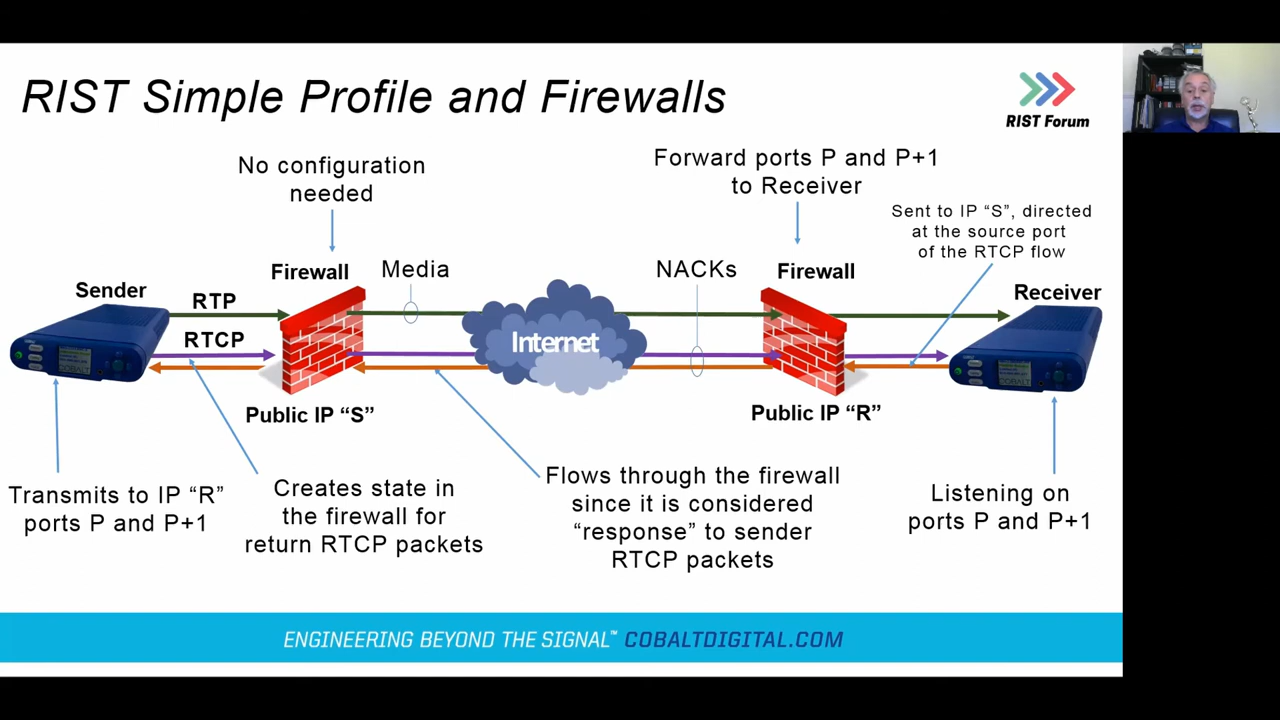 RIST Simple Profile and Firewalls
RIST Forum
No configuration
needed
Forward ports P and P+1
to Receiver
Sent to IP “S”, directed
at the source port
of the RTCP flow
Firewall
Media
NACKs
Firewall
Sender
Receiver
RTP
RTCP
Internet
Public IP “S”
Public IP “R”
Transmits to IP “R”
ports P and P+1
Creates state in
the firewall for
return RTCP packets
Flows through the firewall
since it is considered
“response” to sender
RTCP packets
Listening on
ports P and P+1
COBALT
ENGINEERING BEYOND THE SIGNAL™ COBALTDIGITAL.COM